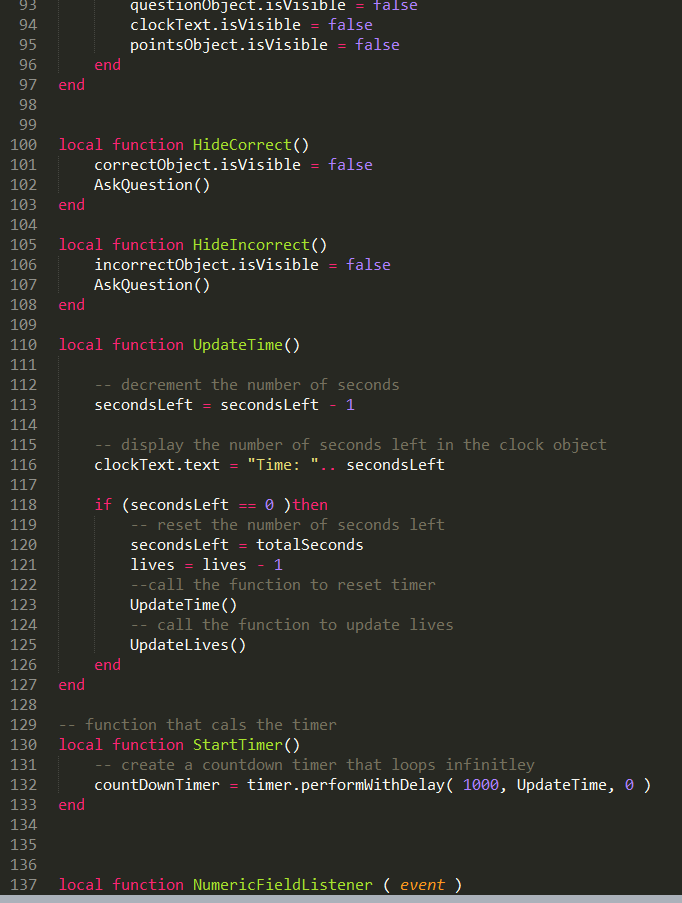 93 questionObject.isVisible = false
94 clockText.isVisible = false
95 pointsObject.isVisible = false
96 end
97 end
98
99
100 local function HideCorrect()
101 correctObject.isVisible = false
102 AskQuestion()
103 end
104
105 local function HideIncorrect()
106 incorrectObject.isVisible = false
107 AskQuestion()
108 end
109
110 local function UpdateTime()
111
112 -- decrement the number of seconds
113 secondsLeft = secondsLeft - 1
114
115 -- display the number of seconds left in the clock object
116 clockText.text = "Time: ".. secondsLeft
117
118 if (secondsLeft == 0 )then
119 -- reset the number of seconds left
120 secondsLeft = totalSeconds
121 lives = lives - 1
122 --call the function to reset timer
123 UpdateTime()
124 -- call the function to update lives
125 UpdateLives()
126 end
127 end
128
129 -- function that cals the timer
130 local function StartTimer()
131 -- create a countdown timer that loops infinitley
132 countDownTimer = timer.performWithDelay( 1000, UpdateTime, 0 )
133 end
134
135
136
137 local function NumericFieldListener ( event )